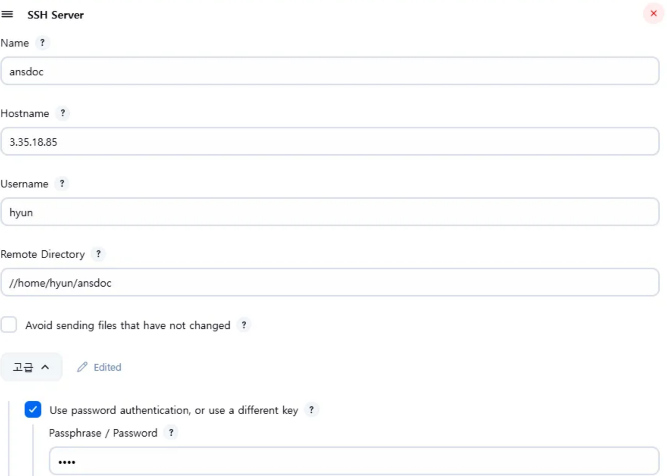 SSH Server
Name ?
ansdoc
Hostname ?
3.35.18.85
Username ?
hyun
Remote Directory ?
//home/hyun/ansdoc
Avoid sending files that have not changed ?
고급 Edited
Use password authentication, or use a different key ?
Passphrase / Password ?
••••